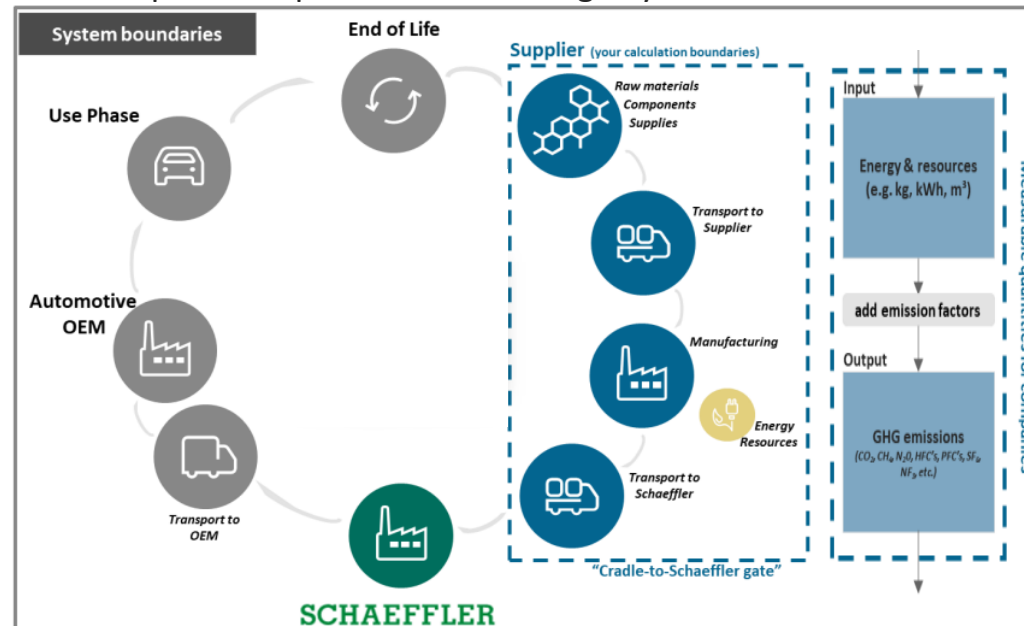 System boundaries
End of Life
Use Phase
Automotive
OEM
Transport to
OEM
SCHAEFFLER
Supplier (your calculation boundaries)
Raw materials
Components
Supplies
Transport to
Supplier
Manufacturing
Energy
Resources
Transport to
Schaeffler
“Cradle-to-Schaeffler gate”
Input
Energy & resources
(e.g. kg, kWh, m³)
add emission factors
Output
GHG emissions
(CO₂, CH₄, N₂O, HFC's, PFC's, SF₆,
NF₃, etc.)